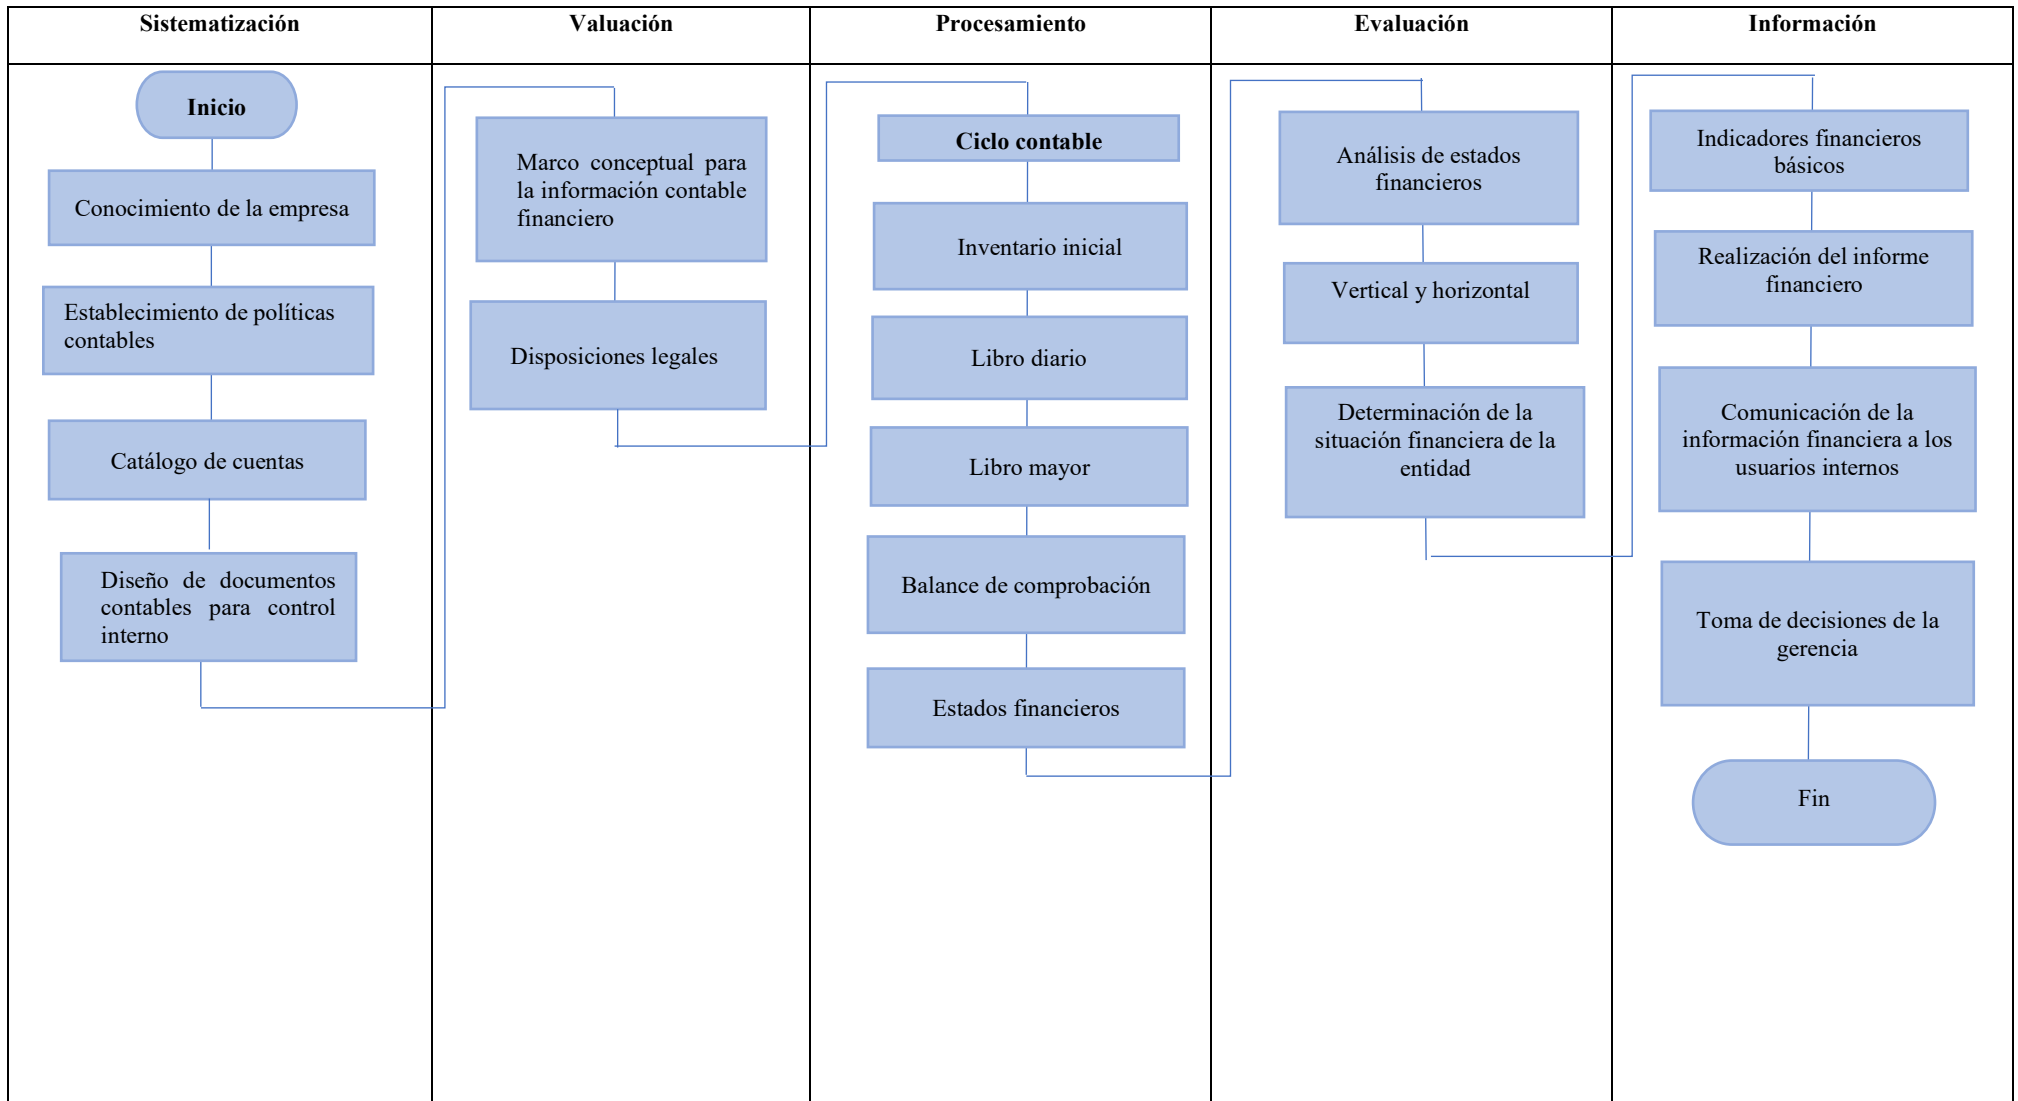 Sistematización
Valuación
Procesamiento
Evaluación
Información
Inicio
Conocimiento de la empresa
Establecimiento de políticas
contables
Catálogo de cuentas
Diseño de documentos
contables para control
interno
Marco conceptual para
la información contable
financiero
Disposiciones legales
Ciclo contable
Inventario inicial
Libro diario
Libro mayor
Balance de comprobación
Estados financieros
Análisis de estados
financieros
Vertical y horizontal
Determinación de la
situación financiera de la
entidad
Indicadores financieros
básicos
Realización del informe
financiero
Comunicación de la
información financiera a los
usuarios internos
Toma de decisiones de la
gerencia
Fin